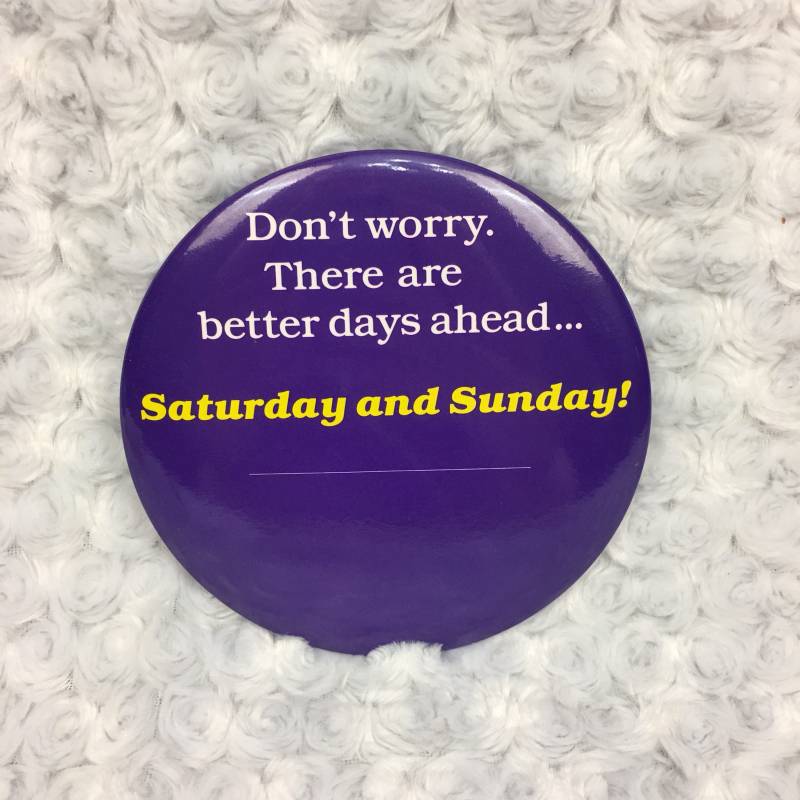 Don't worry.
There are
better days ahead...
Saturday and Sunday!